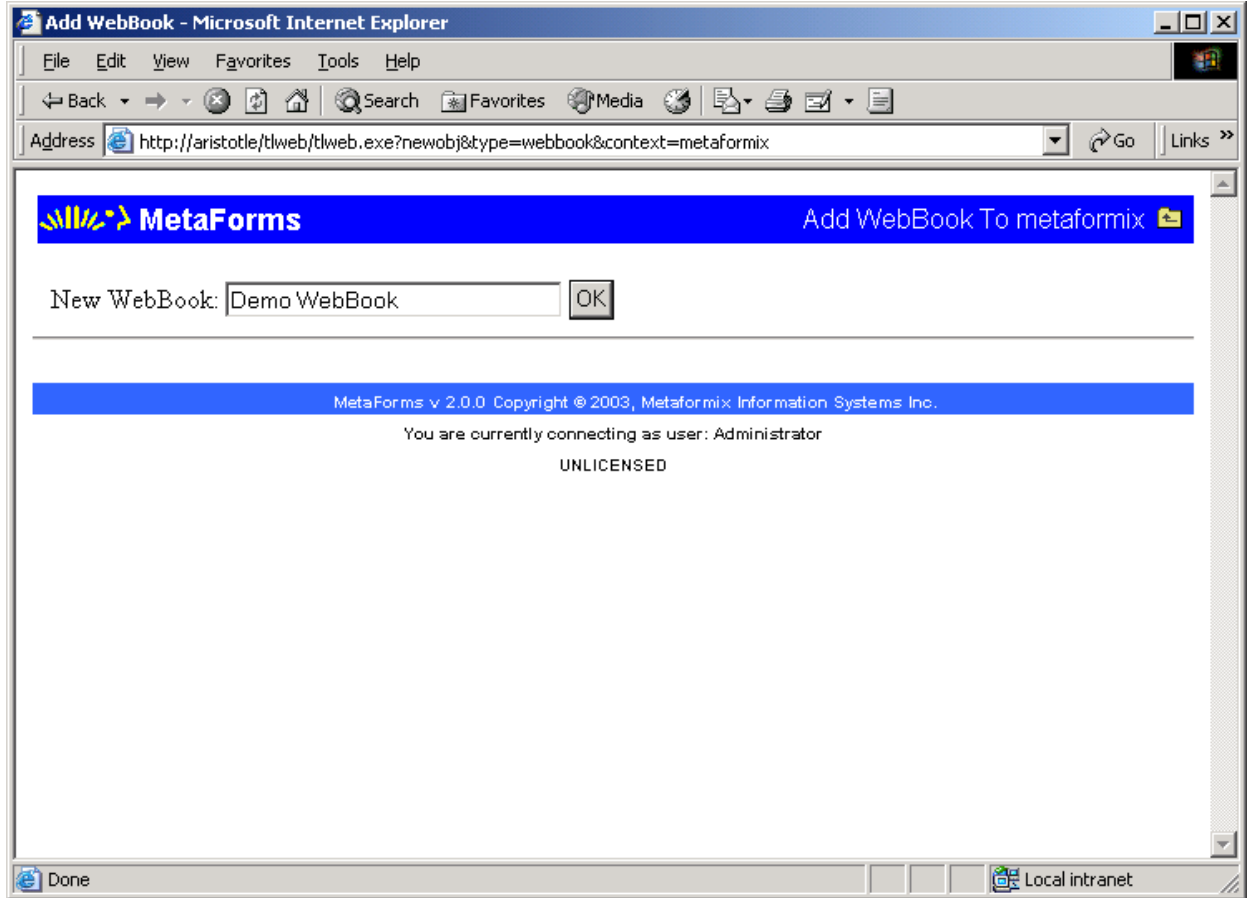 Add WebBook - Microsoft Internet Explorer
File Edit View Favorites Tools Help
Back Search Favorites Media
Address http://aristotle/tlweb/tlweb.exe?newobj&type=webbook&context=metaformix Go Links »
MetaForms Add WebBook To metaformix
New WebBook: Demo WebBook OK
MetaForms v 2.0.0 Copyright © 2003, Metaformix Information Systems Inc.
You are currently connecting as user: Administrator
UNLICENSED
Done Local intranet